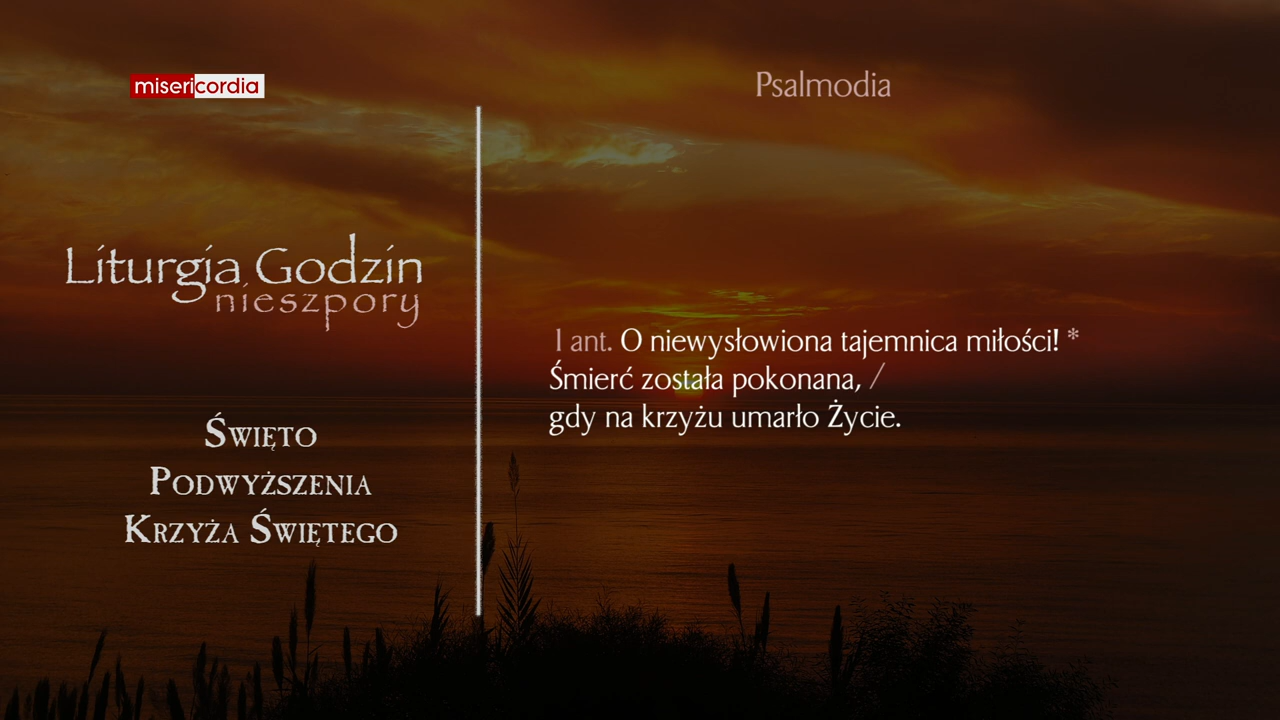 misericordia
Psalmodia
Liturgia Godzin
nieszpory
Święto
Podwyższenia
Krzyża Świętego
1 ant. O niewysłowiona tajemnica miłości! *
Śmierć została pokonana, /
gdy na krzyżu umarło Życie.